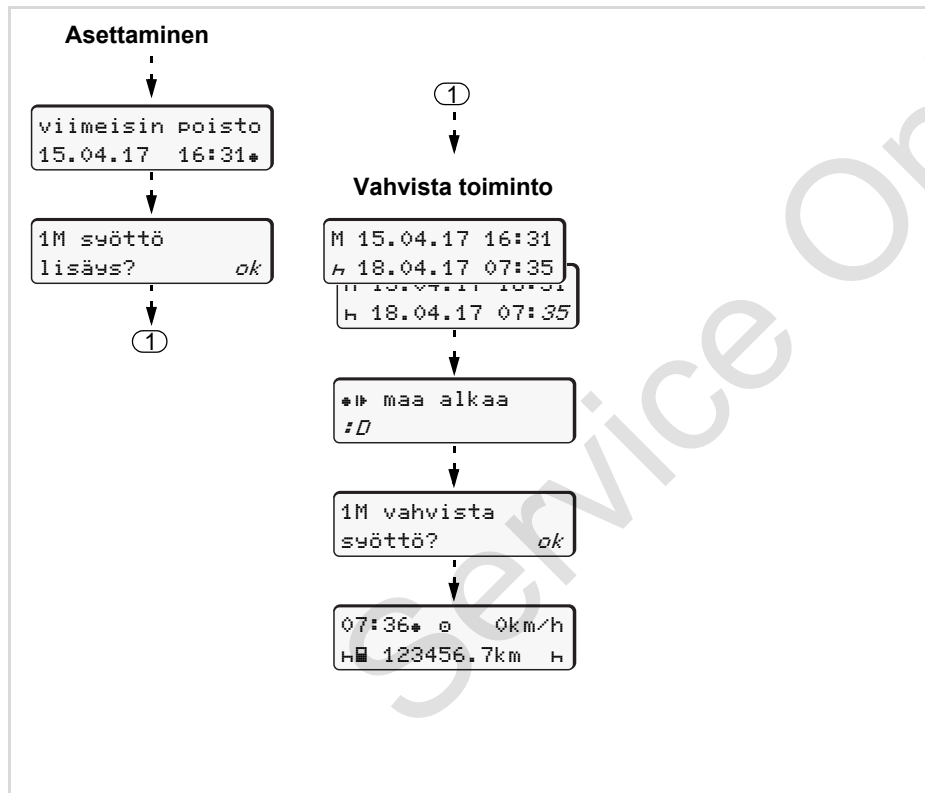 Asettaminen
viimeisin poisto
15.04.17 16:31
1M syöttö
lisäys? ok
1
1
Vahvista toiminto
M 15.04.17 16:31
18.04.17 07:35
18.04.17 07:35
maa alkaa
:D
1M vahvista
syöttö? ok
07:36 0km/h
123456.7km
Service